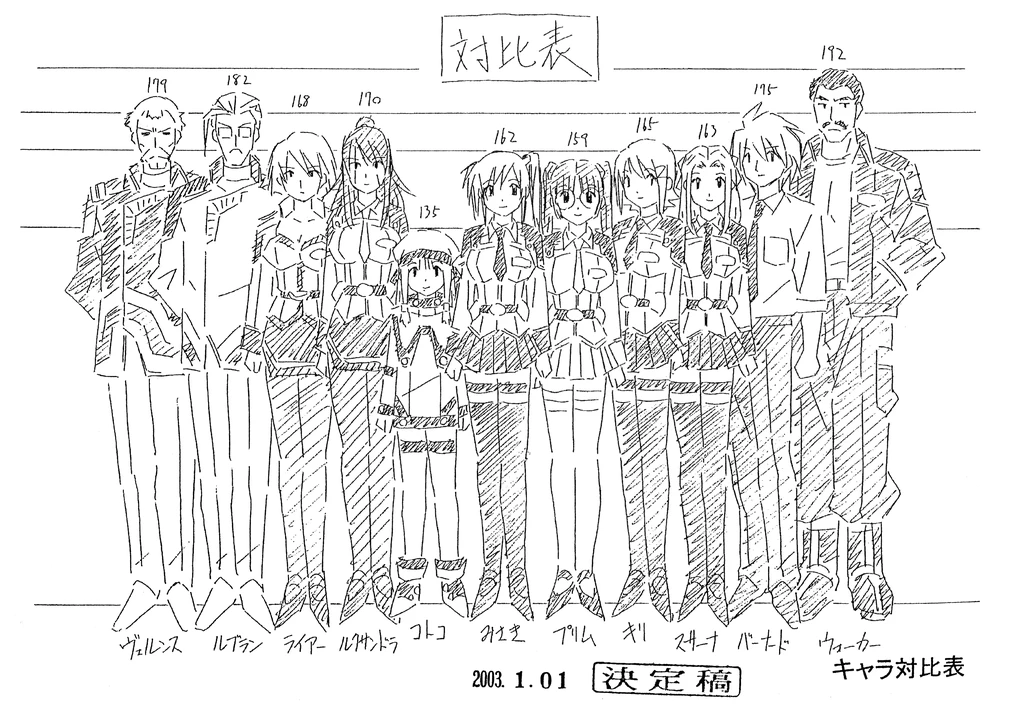 対比表
179 182 168 170 135 162 159 165 163 175 192
ヴェルレンス ルブラン ライアー ルクサンドラ コトコ みさき プリム キリ スサーナ バーナード ウォーカー
キャラ対比表
2003. 1. 01 決定稿